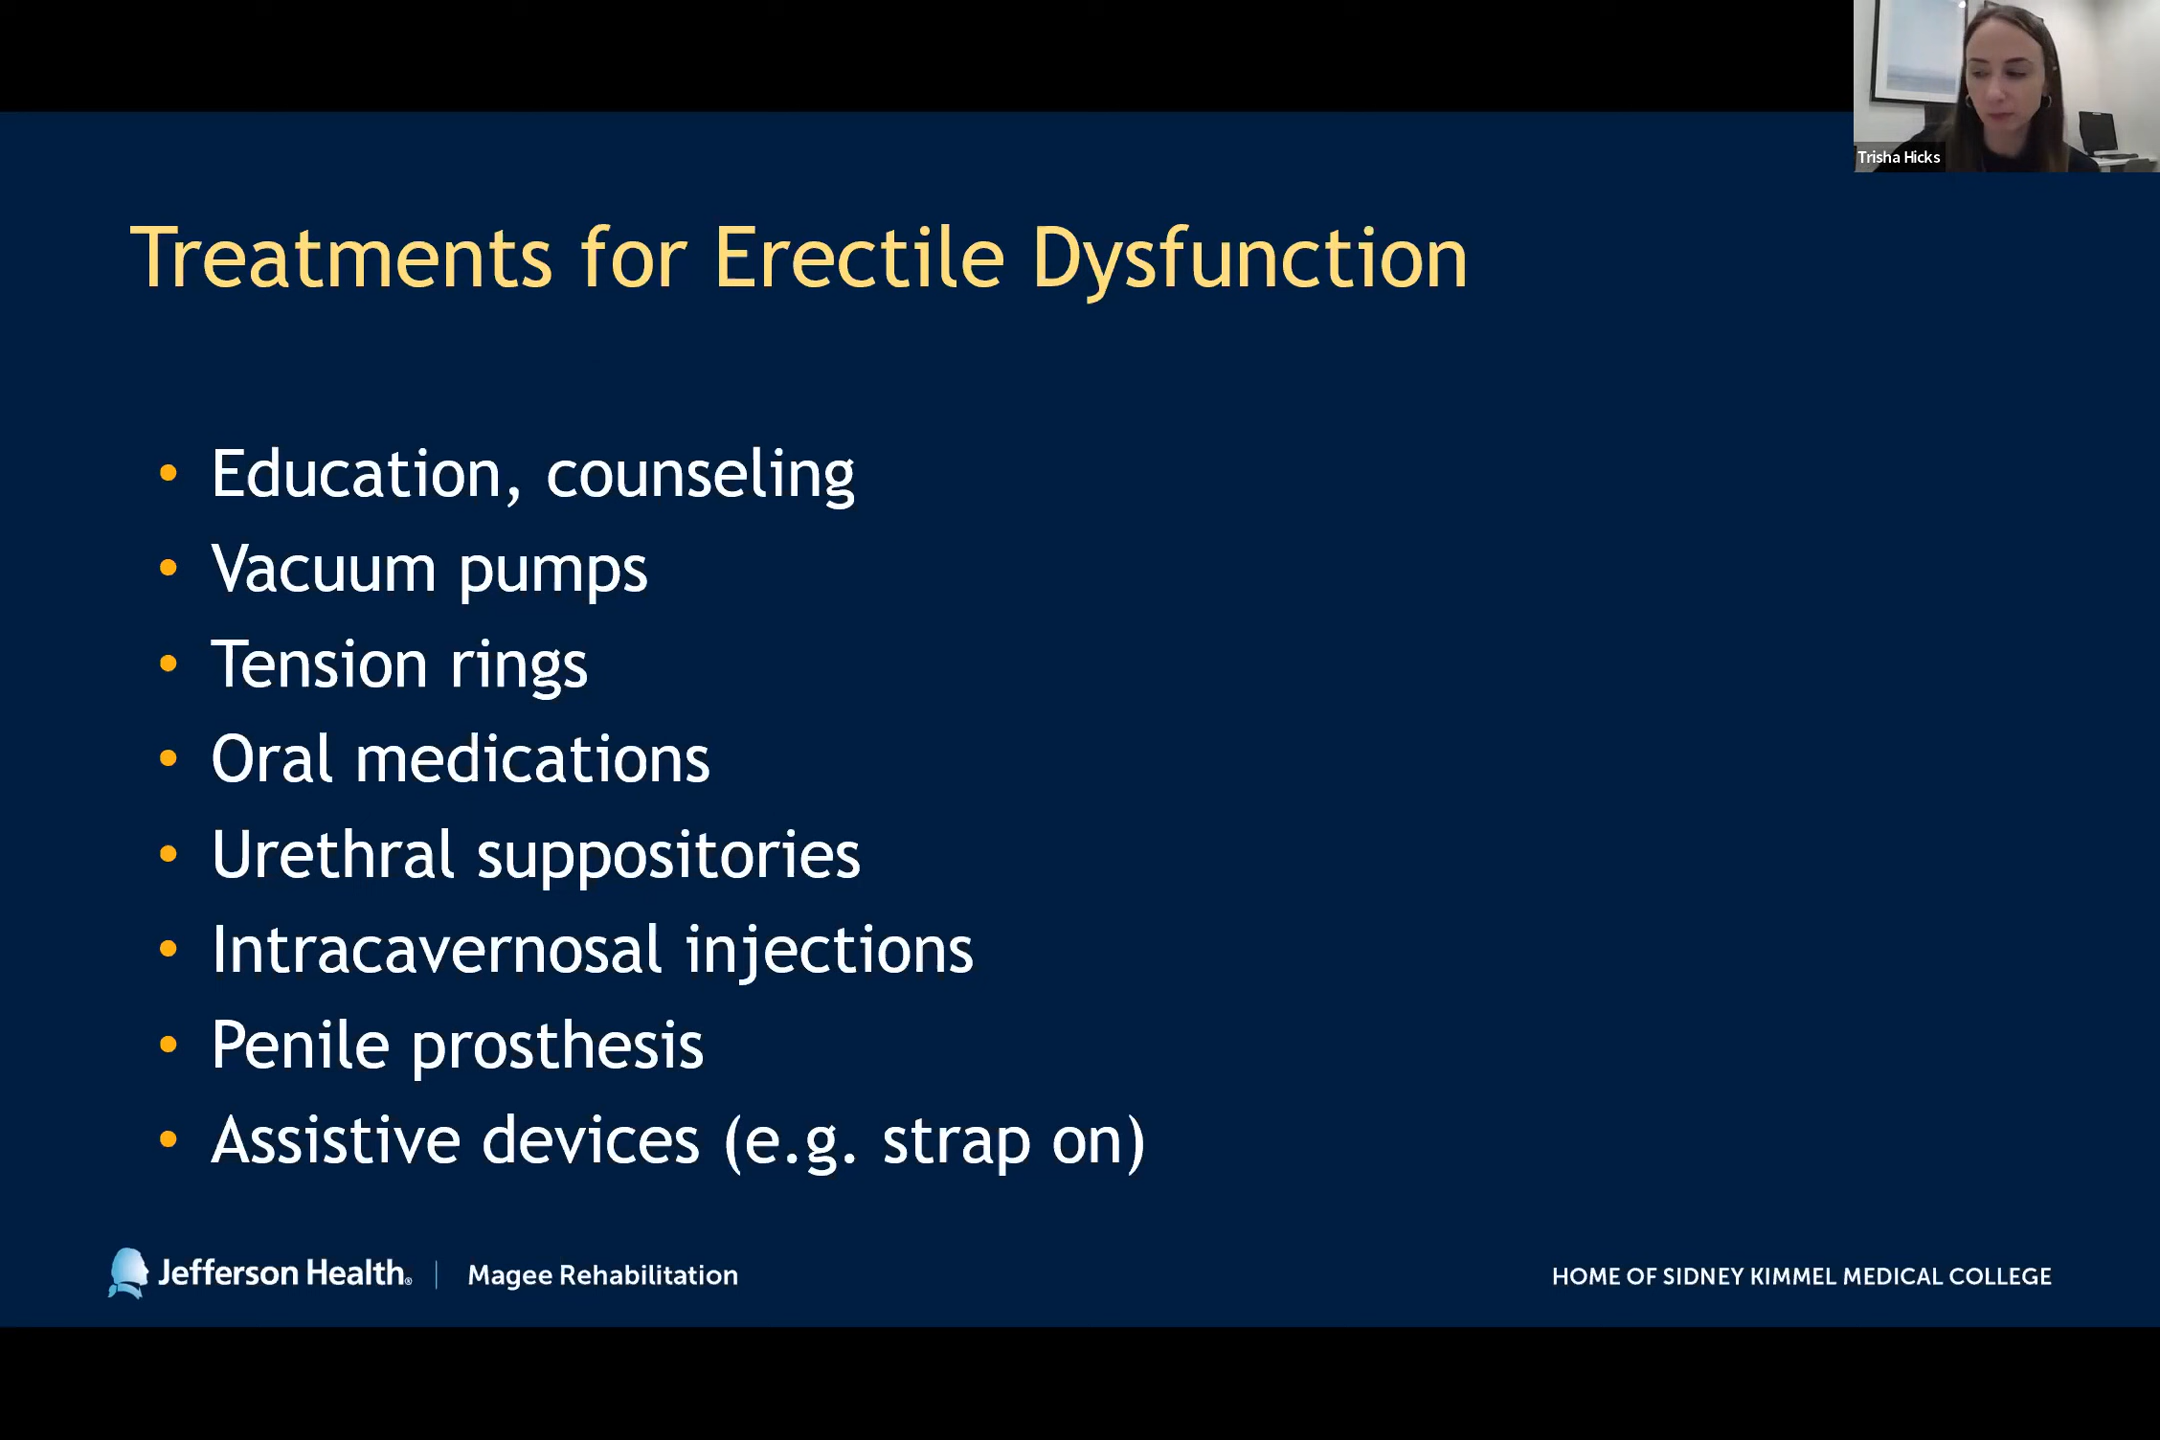 Trisha Hicks
Treatments for Erectile Dysfunction
• Education, counseling
• Vacuum pumps
• Tension rings
• Oral medications
• Urethral suppositories
• Intracavernosal injections
• Penile prosthesis
• Assistive devices (e.g. strap on)
Jefferson Health® | Magee Rehabilitation
HOME OF SIDNEY KIMMEL MEDICAL COLLEGE